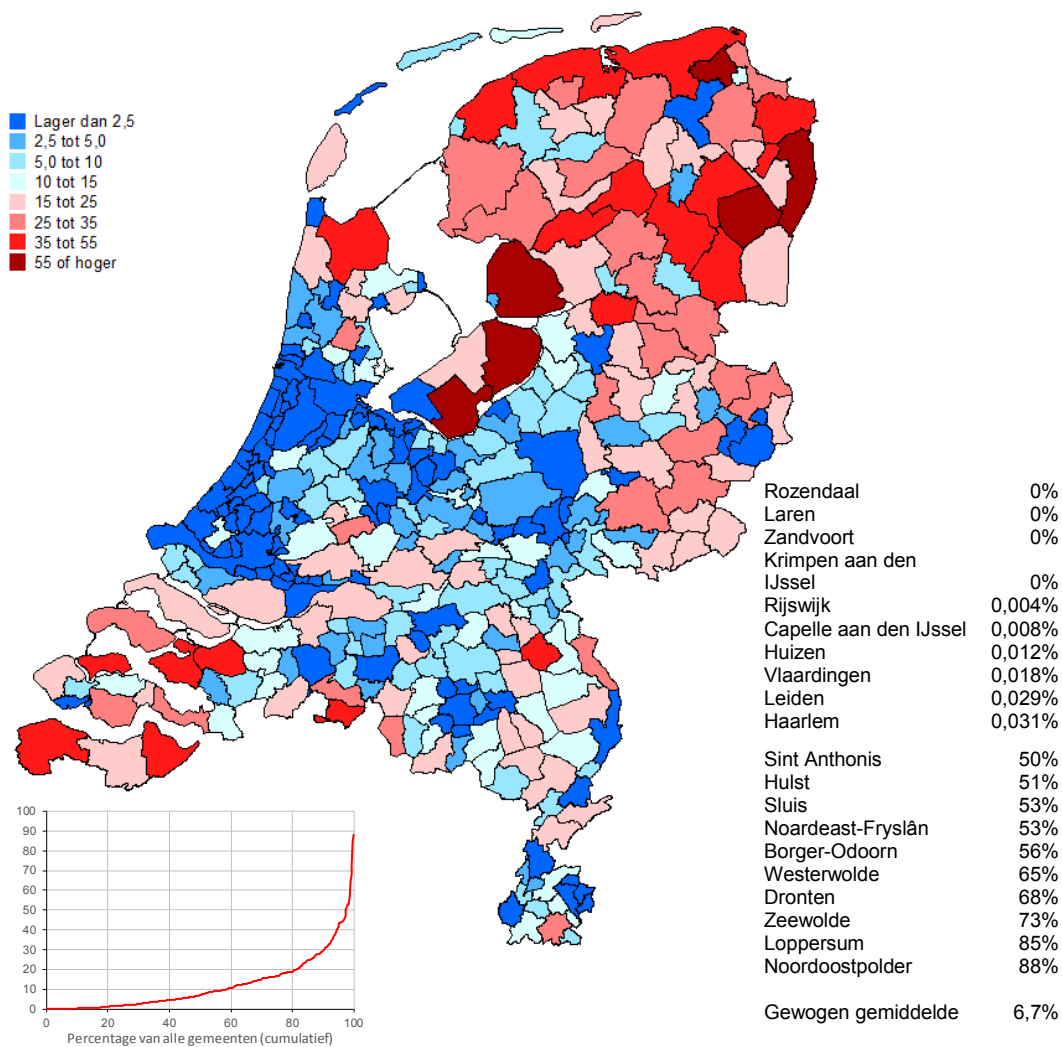 Lager dan 2,5
2,5 tot 5,0
5,0 tot 10
10 tot 15
15 tot 25
25 tot 35
35 tot 55
55 of hoger
Rozendaal 0%
Laren 0%
Zandvoort 0%
Krimpen aan den
IJssel 0%
Rijswijk 0,004%
Capelle aan den IJssel 0,008%
Huizen 0,012%
Vlaardingen 0,018%
Leiden 0,029%
Haarlem 0,031%
Sint Anthonis 50%
Hulst 51%
Sluis 53%
Noardeast-Fryslân 53%
Borger-Odoorn 56%
Westerwolde 65%
Dronten 68%
Zeewolde 73%
Loppersum 85%
Noordoostpolder 88%
Gewogen gemiddelde 6,7%
100
90
80
70
60
50
40
30
20
10
0
0 20 40 60 80 100
Percentage van alle gemeenten (cumulatief)